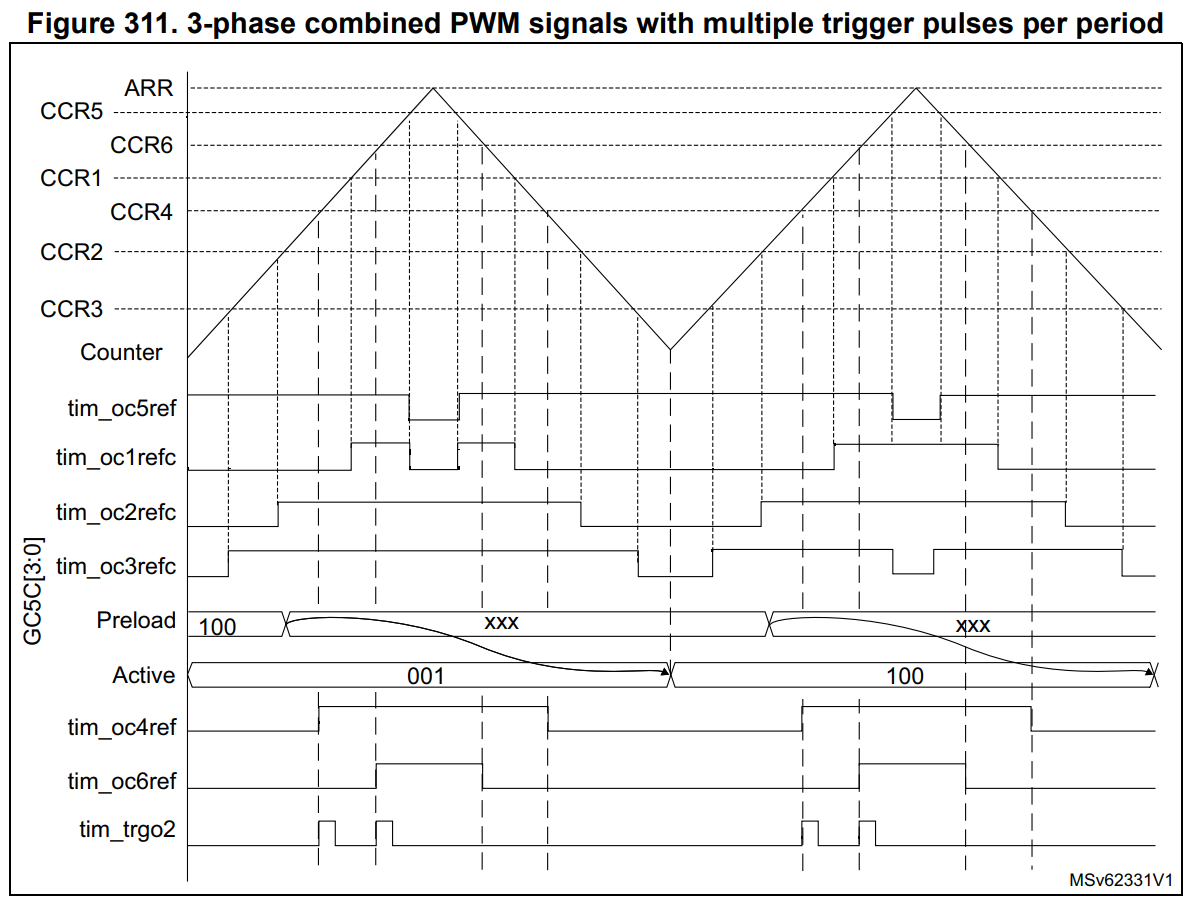 Figure 311. 3-phase combined PWM signals with multiple trigger pulses per period
ARR
CCR5
CCR6
CCR1
CCR4
CCR2
CCR3
Counter
tim_oc5ref
tim_oc1refc
tim_oc2refc
tim_oc3refc
GC5C[3:0]
Preload
100
xxx
xxx
Active
001
100
tim_oc4ref
tim_oc6ref
tim_trgo2
MSv62331V1